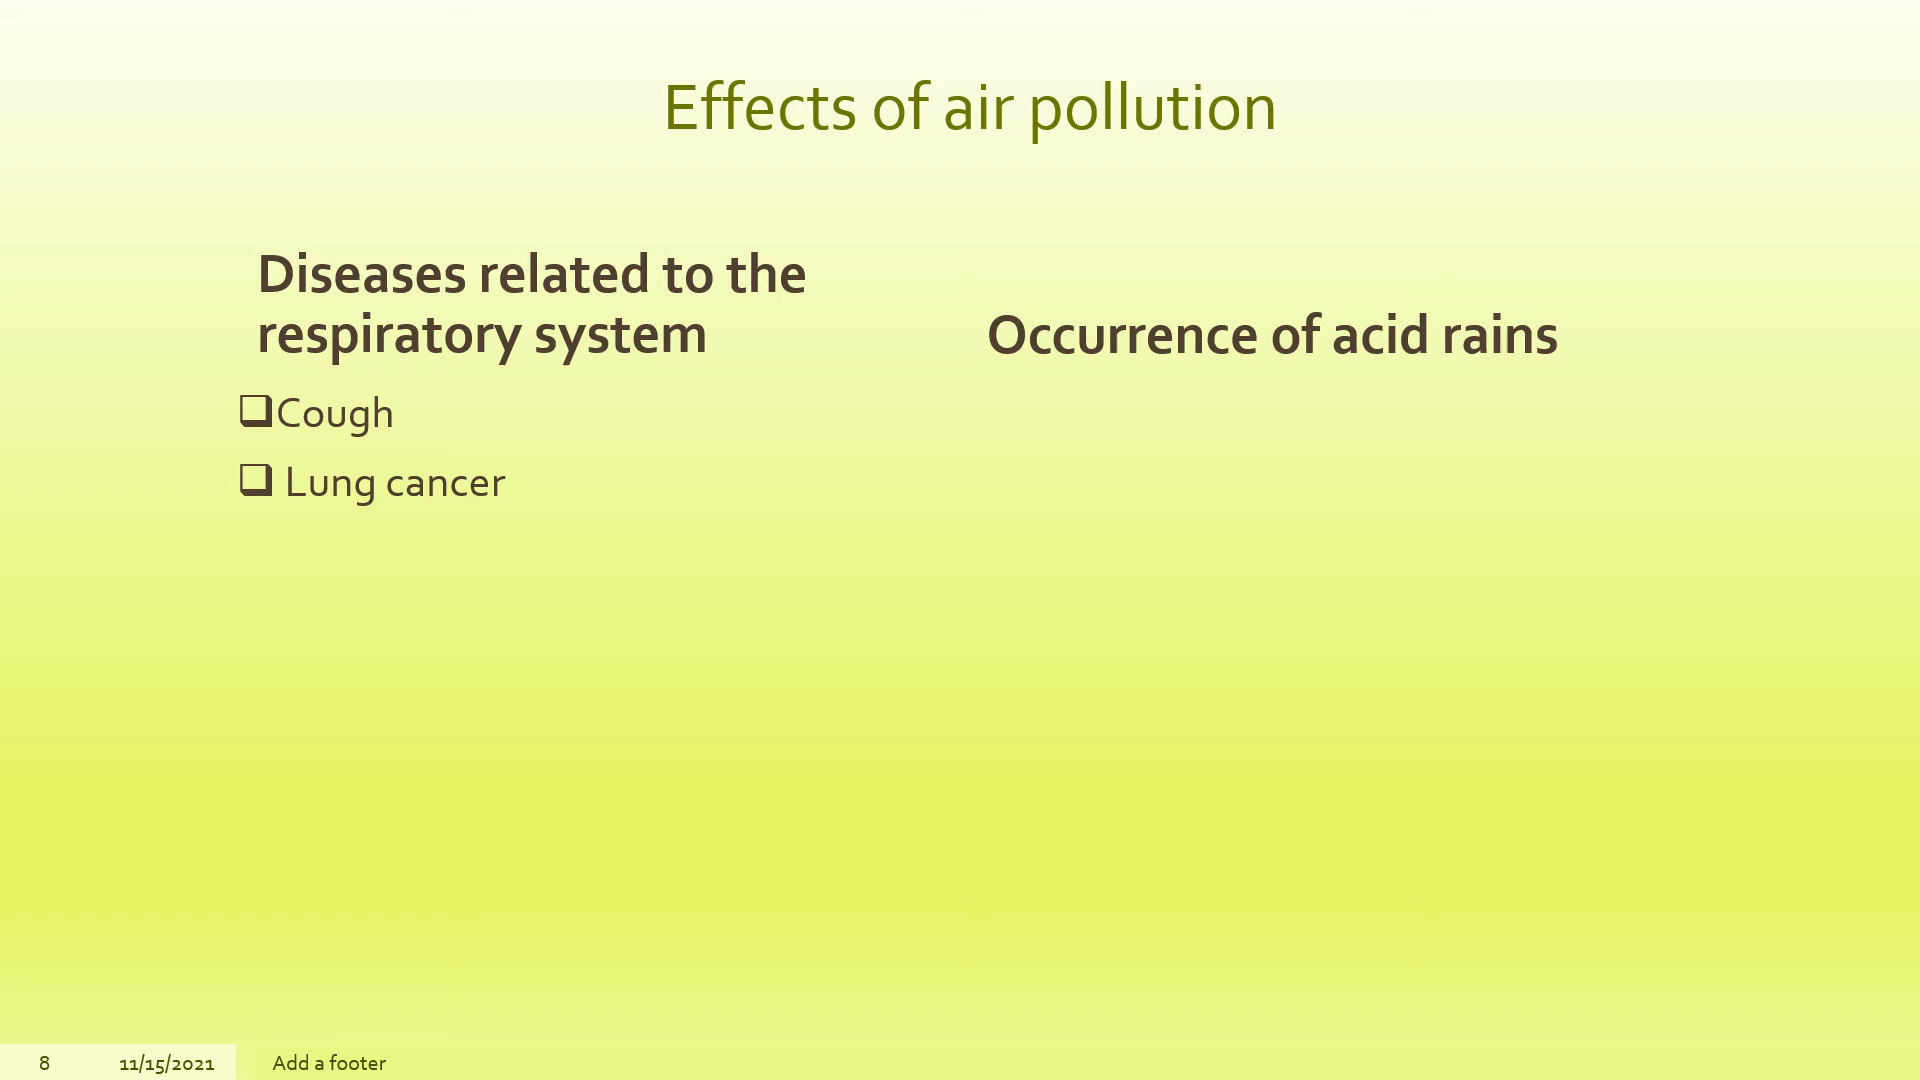 Effects of air pollution
Diseases related to the
respiratory system
❑Cough
❑ Lung cancer
Occurrence of acid rains
8
11/15/2021
Add a footer